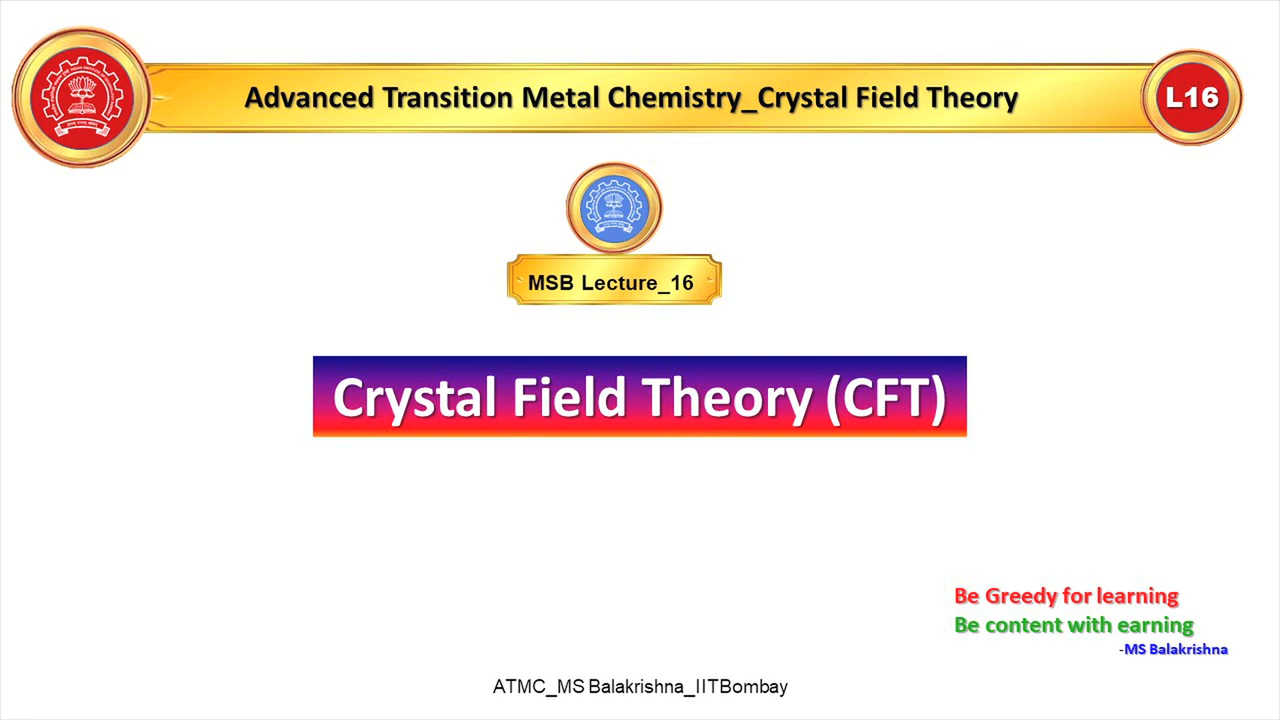 Advanced Transition Metal Chemistry_Crystal Field Theory
L16
MSB Lecture_16
Crystal Field Theory (CFT)
Be Greedy for learning
Be content with earning
-MS Balakrishna
ATMC_MS Balakrishna_IITBombay